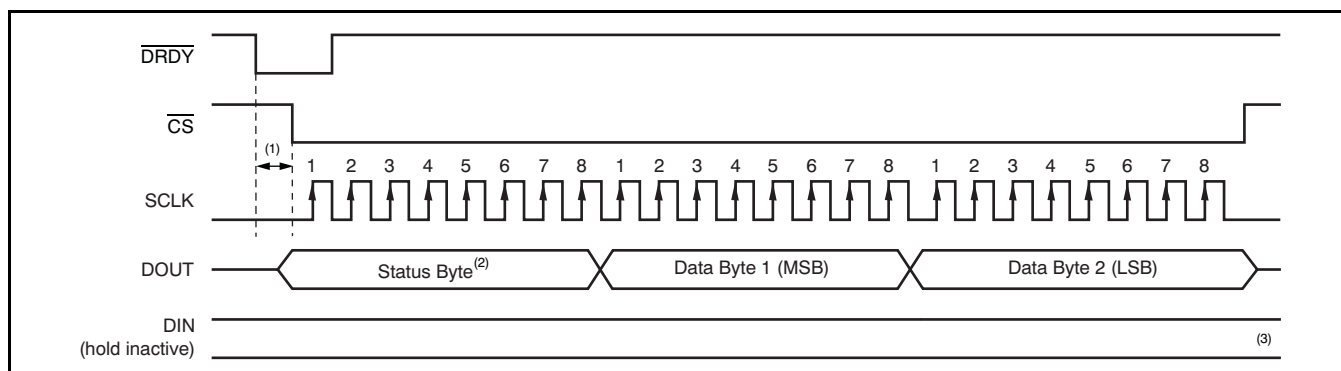 DRDY
CS
(1)
1 2 3 4 5 6 7 8 1 2 3 4 5 6 7 8 1 2 3 4 5 6 7 8
SCLK
DOUT Status Byte(2) Data Byte 1 (MSB) Data Byte 2 (LSB)
DIN
(hold inactive) (3)